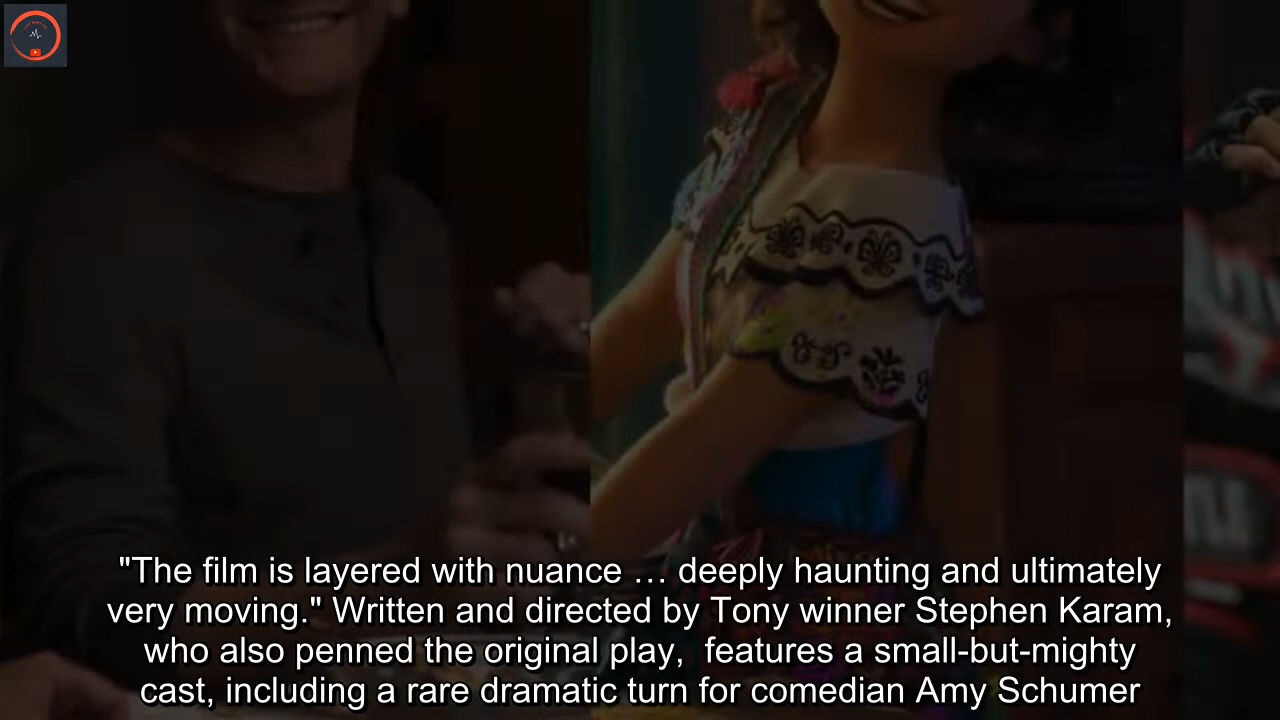 "The film is layered with nuance … deeply haunting and ultimately
very moving." Written and directed by Tony winner Stephen Karam,
who also penned the original play,  features a small-but-mighty
cast, including a rare dramatic turn for comedian Amy Schumer